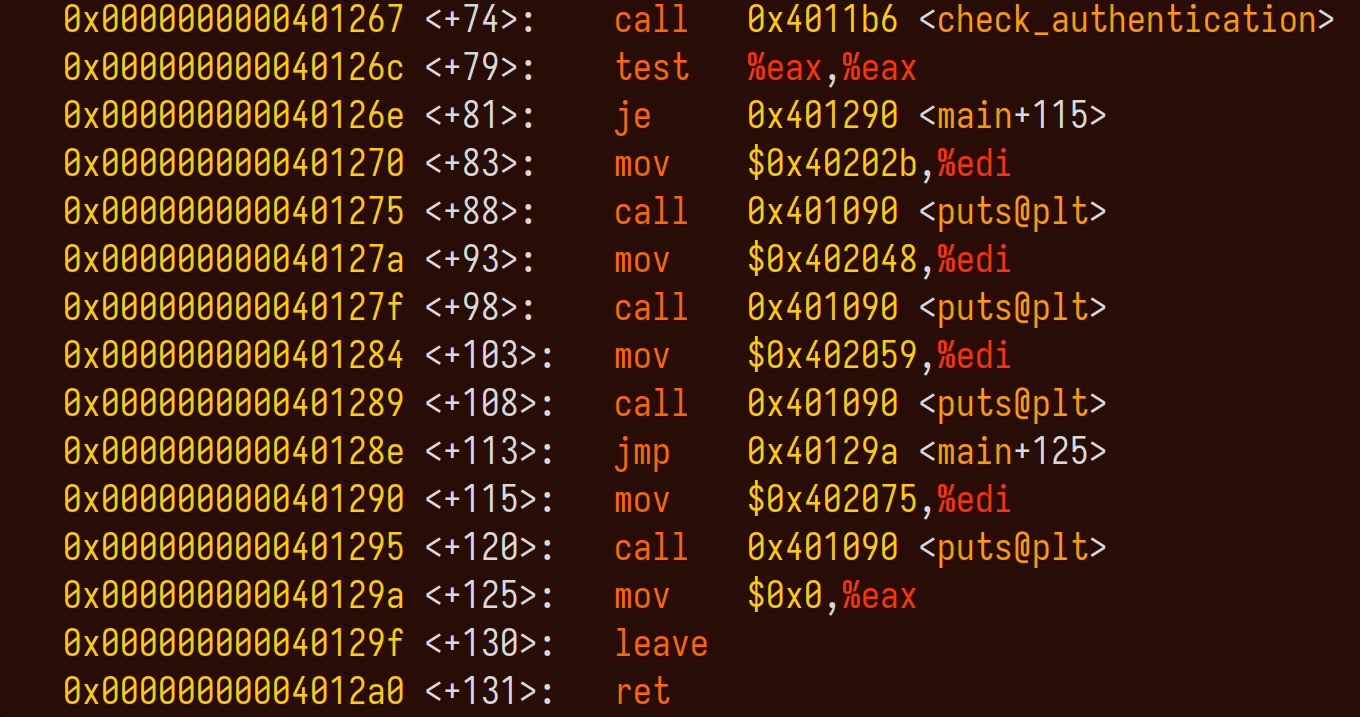 0x0000000000401267 <+74>: call 0x4011b6 <check_authentication>
0x000000000040126c <+79>: test %eax,%eax
0x000000000040126e <+81>: je 0x401290 <main+115>
0x0000000000401270 <+83>: mov $0x40202b,%edi
0x0000000000401275 <+88>: call 0x401090 <puts@plt>
0x000000000040127a <+93>: mov $0x402048,%edi
0x000000000040127f <+98>: call 0x401090 <puts@plt>
0x0000000000401284 <+103>: mov $0x402059,%edi
0x0000000000401289 <+108>: call 0x401090 <puts@plt>
0x000000000040128e <+113>: jmp 0x40129a <main+125>
0x0000000000401290 <+115>: mov $0x402075,%edi
0x0000000000401295 <+120>: call 0x401090 <puts@plt>
0x000000000040129a <+125>: mov $0x0,%eax
0x000000000040129f <+130>: leave
0x00000000004012a0 <+131>: ret